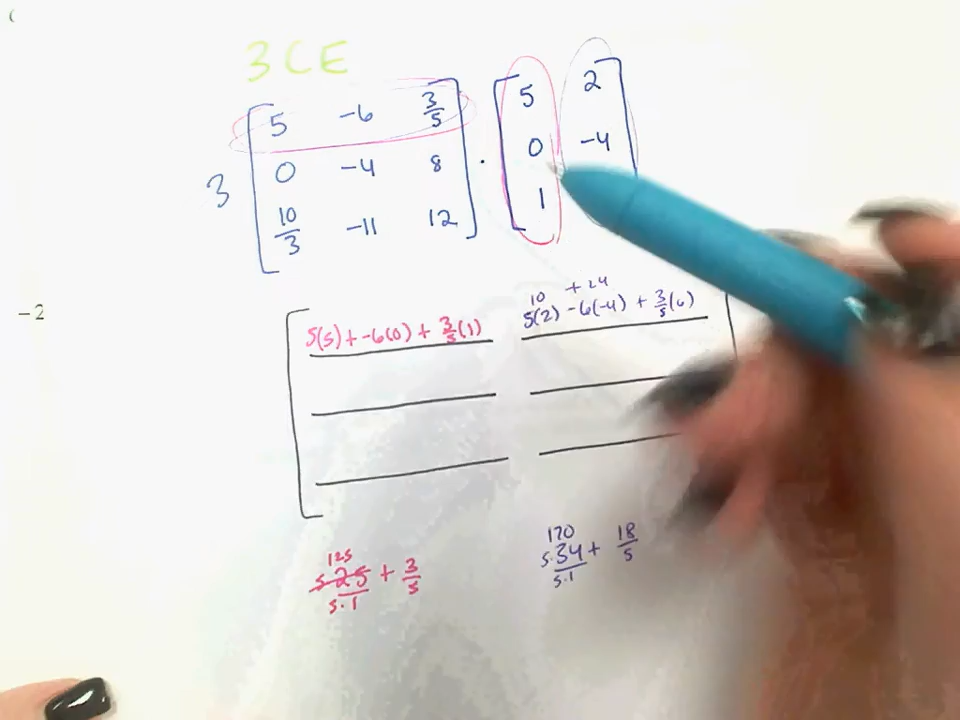 3CE
3 [ 5 -6 3/5 ] · [ 5 2 ]
[ 0 -4 8 ] [ 0 -4 ]
[ 10/3 -11 12 ] [ 1
-2
10 +24
5(5)+-6(0)+3/5(1) 5(2)-6(-4)+3/5(6)
125 170
5·25/5·1 + 3/5 5·34/5·1 + 18/5